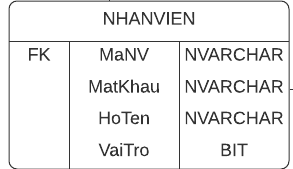 NHANVIEN
FK MaNV NVARCHAR
MatKhau NVARCHAR
HoTen NVARCHAR
VaiTro BIT